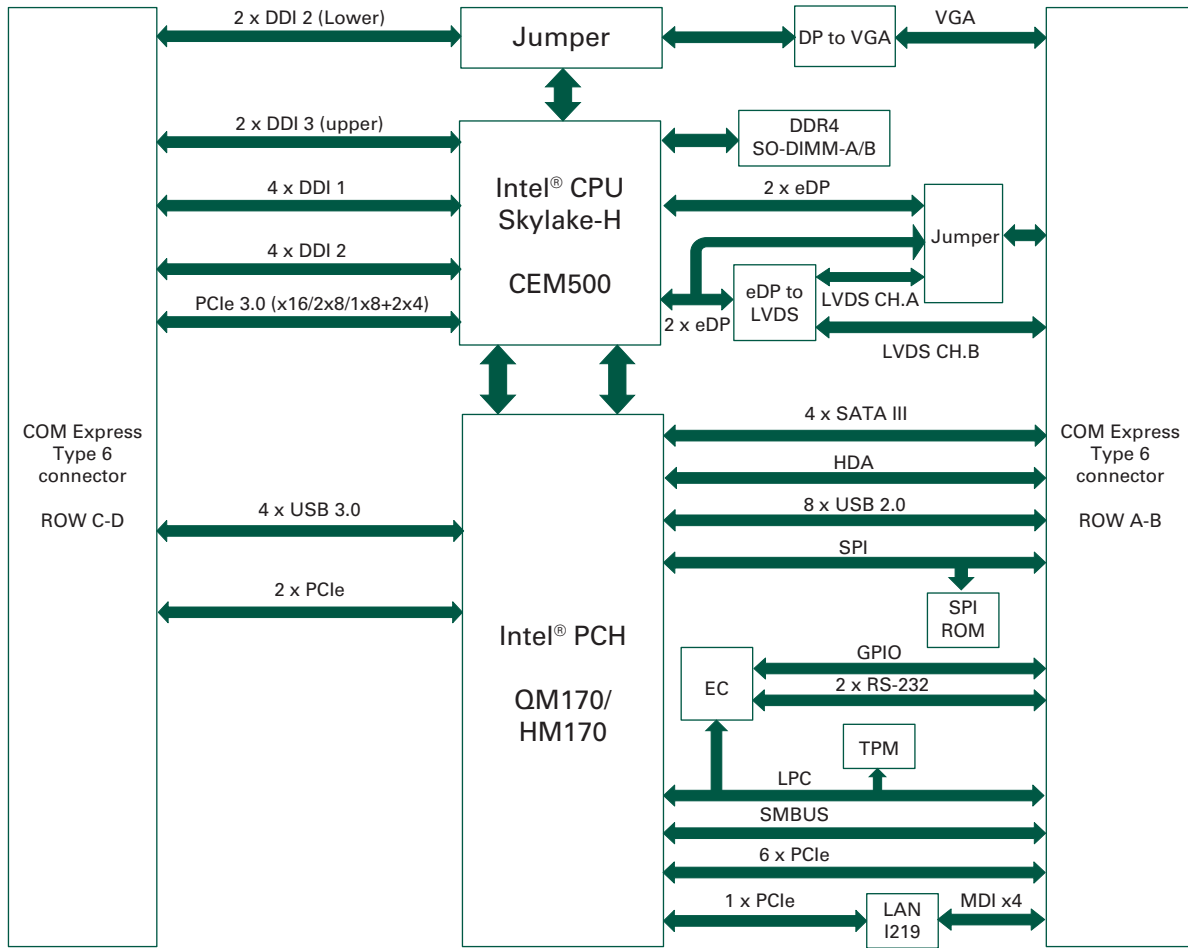 2 x DDI 2 (Lower)
Jumper
DP to VGA
VGA
2 x DDI 3 (upper)
DDR4
SO-DIMM-A/B
4 x DDI 1
Intel® CPU
Skylake-H
CEM500
2 x eDP
Jumper
4 x DDI 2
eDP to
LVDS
LVDS CH.A
PCIe 3.0 (x16/2x8/1x8+2x4)
2 x eDP
LVDS CH.B
COM Express
Type 6
connector
ROW C-D
4 x SATA III
COM Express
Type 6
connector
ROW A-B
HDA
4 x USB 3.0
8 x USB 2.0
SPI
2 x PCIe
SPI
ROM
Intel® PCH
QM170/
HM170
GPIO
EC
2 x RS-232
TPM
LPC
SMBUS
6 x PCIe
1 x PCIe
LAN
I219
MDI x4